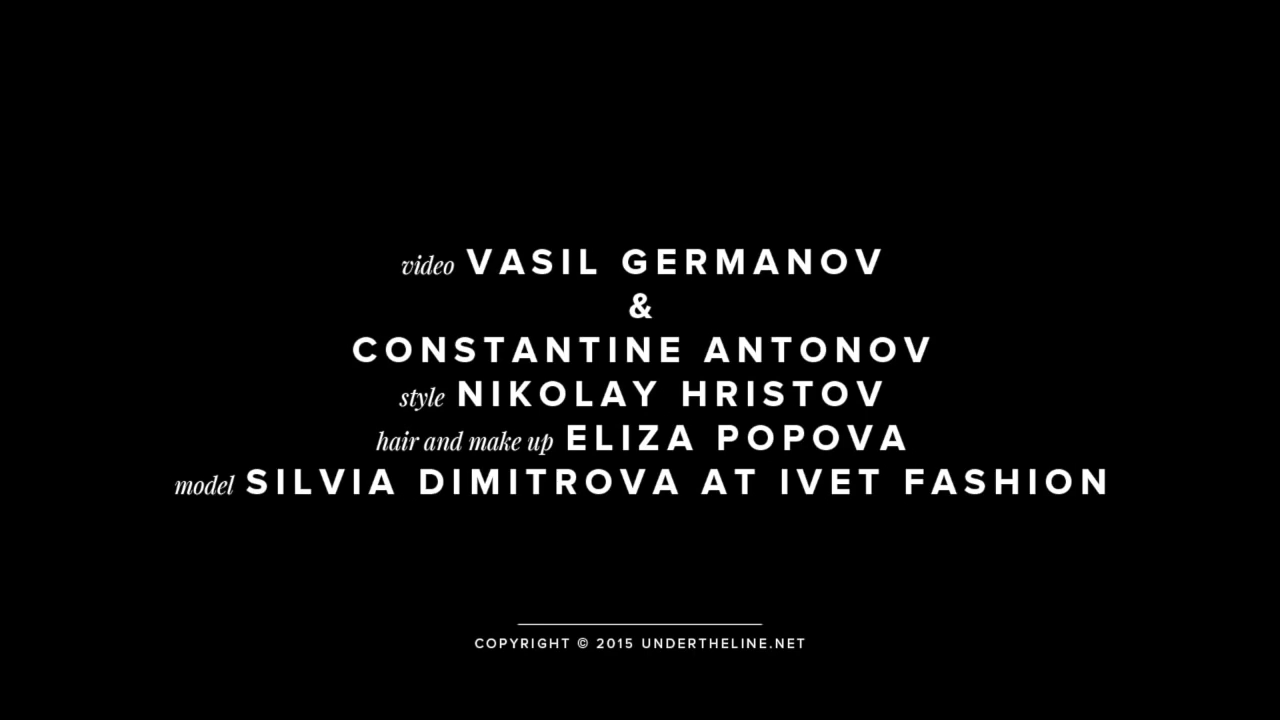 video VASIL GERMANOV
&
CONSTANTINE ANTONOV
style NIKOLAY HRISTOV
hair and make up ELIZA POPOVA
model SILVIA DIMITROVA AT IVET FASHION
COPYRIGHT © 2015 UNDERTHELINE.NET